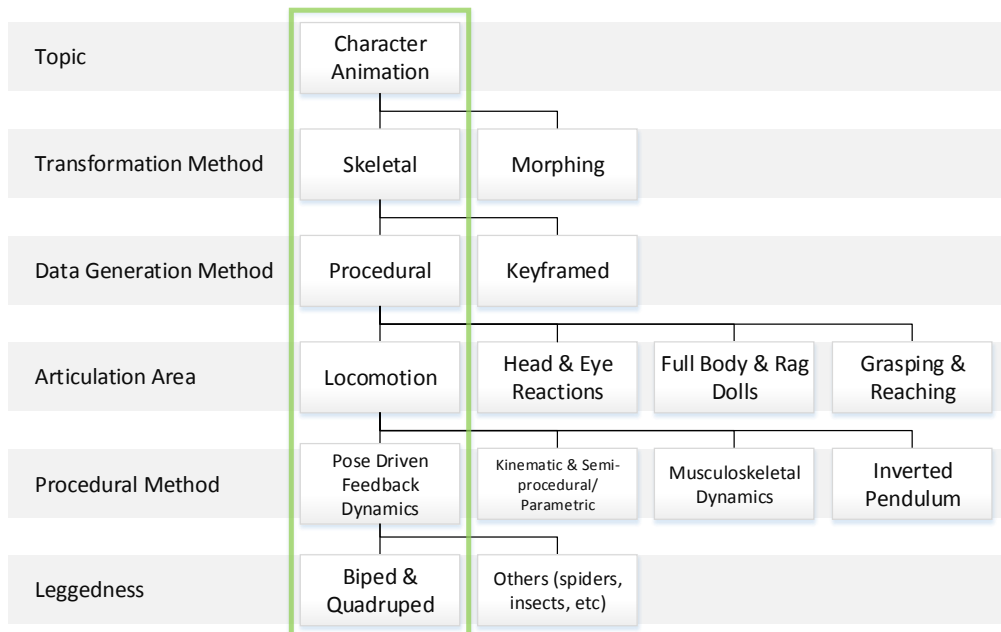 Topic
Character
Animation
Transformation Method
Skeletal
Morphing
Data Generation Method
Procedural
Keyframed
Articulation Area
Locomotion
Head & Eye
Reactions
Full Body & Rag
Dolls
Grasping &
Reaching
Procedural Method
Pose Driven
Feedback
Dynamics
Kinematic & Semi-
procedural/
Parametric
Musculoskeletal
Dynamics
Inverted
Pendulum
Leggedness
Biped &
Quadruped
Others (spiders,
insects, etc)